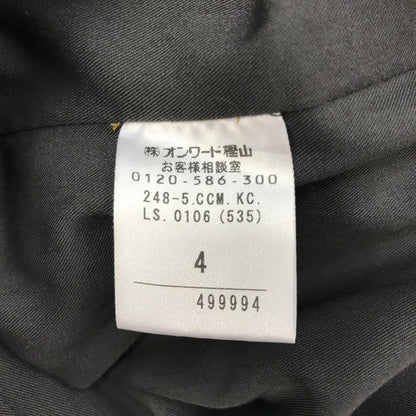 ㈱オンワード樫山
お客様相談室
0120-586-300
248-5.CCM.KC.
LS.0106(535)
4
499994